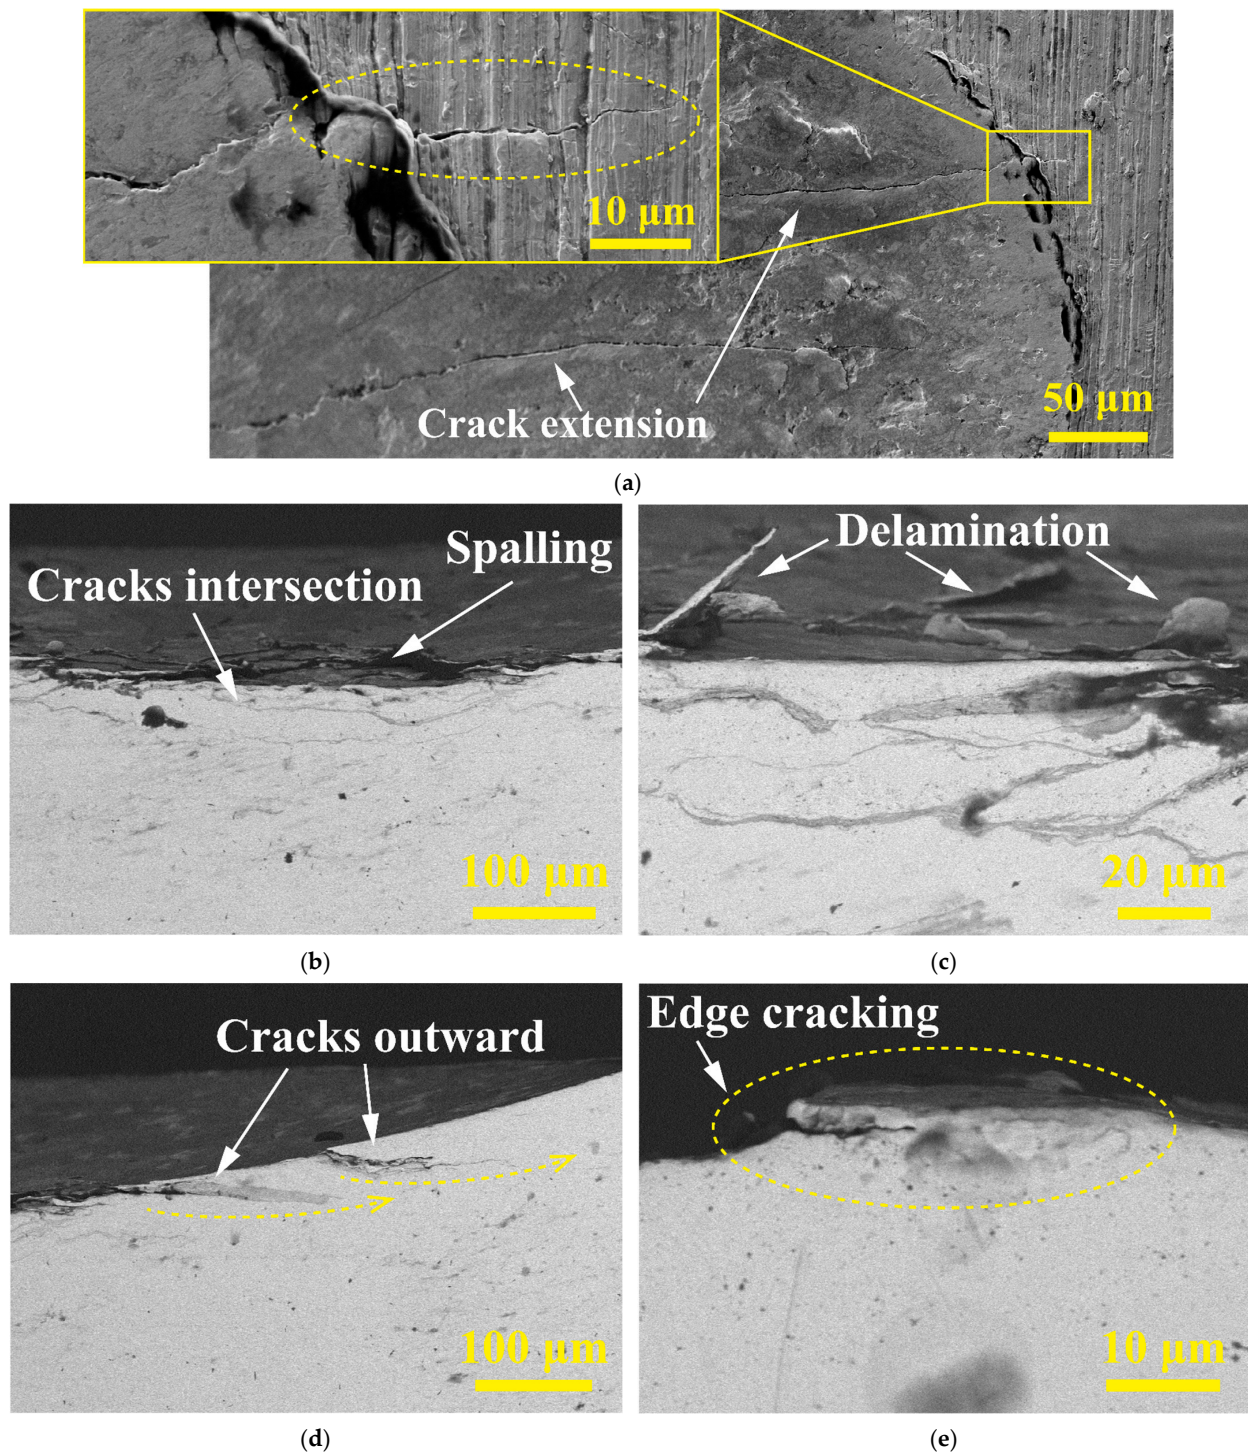 10 μm
Crack extension
50 μm
(a)
Spalling
Cracks intersection
100 μm
(b)
Delamination
20 μm
(c)
Cracks outward
100 μm
(d)
Edge cracking
10 μm
(e)